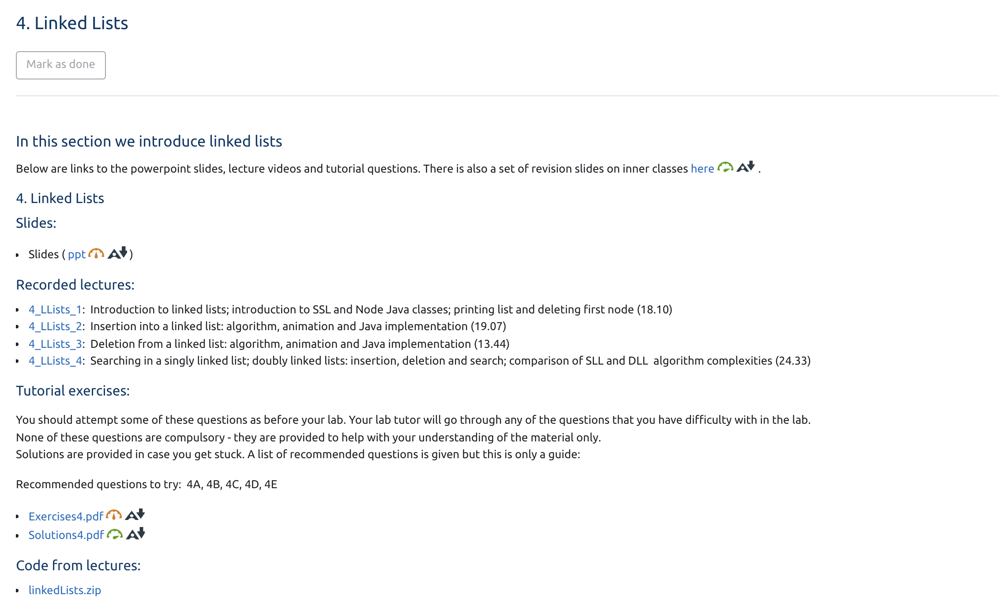 4. Linked Lists
Mark as done
In this section we introduce linked lists
Below are links to the powerpoint slides, lecture videos and tutorial questions. There is also a set of revision slides on inner classes here .
4. Linked Lists
Slides:
Slides ( ppt )
Recorded lectures:
4_LLists_1: Introduction to linked lists; introduction to SSL and Node Java classes; printing list and deleting first node (18.10)
4_LLists_2: Insertion into a linked list: algorithm, animation and Java implementation (19.07)
4_LLists_3: Deletion from a linked list: algorithm, animation and Java implementation (13.44)
4_LLists_4: Searching in a singly linked list; doubly linked lists: insertion, deletion and search; comparison of SLL and DLL algorithm complexities (24.33)
Tutorial exercises:
You should attempt some of these questions as before your lab. Your lab tutor will go through any of the questions that you have difficulty with in the lab.
None of these questions are compulsory - they are provided to help with your understanding of the material only.
Solutions are provided in case you get stuck. A list of recommended questions is given but this is only a guide:
Recommended questions to try: 4A, 4B, 4C, 4D, 4E
Exercises4.pdf
Solutions4.pdf
Code from lectures:
linkedLists.zip